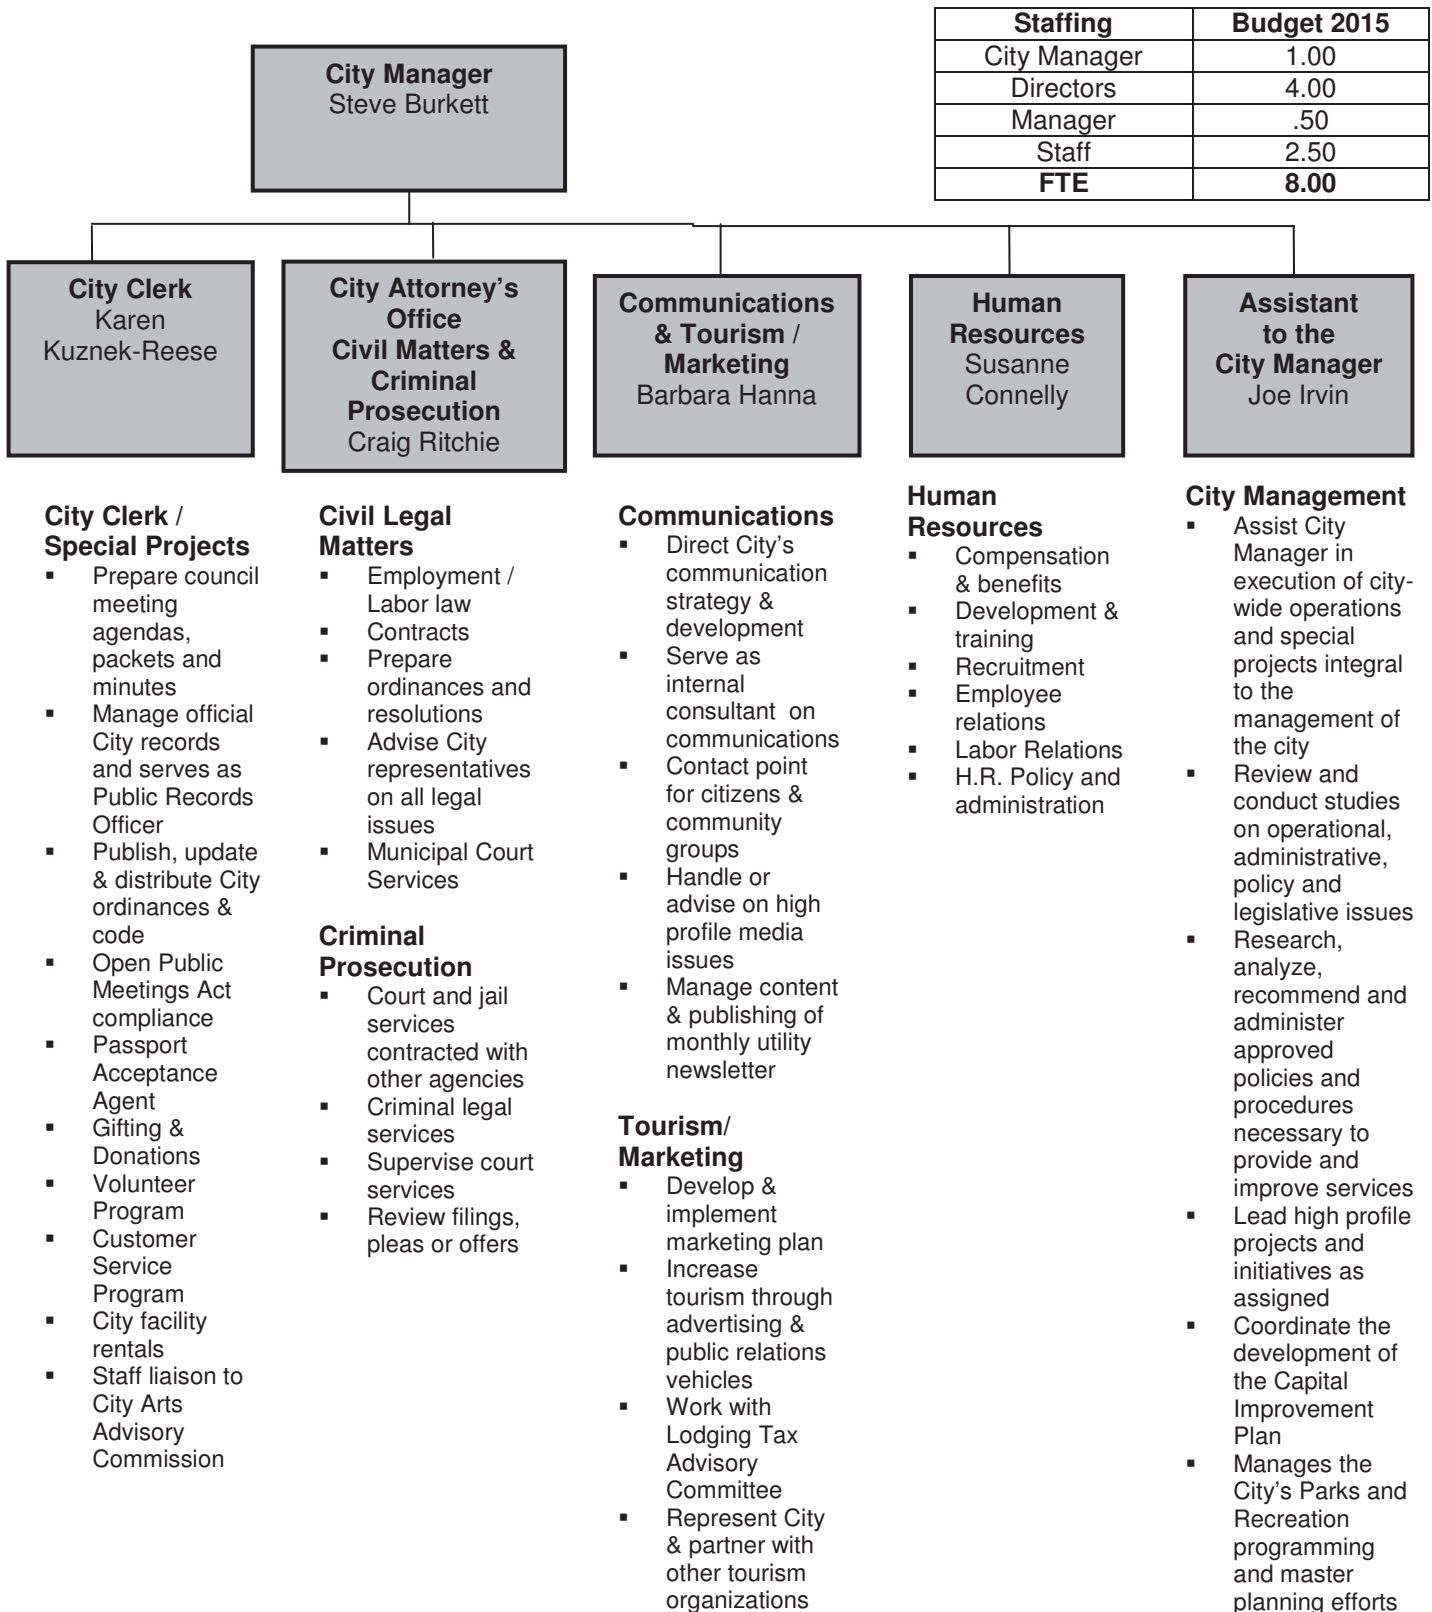 Staffing Budget 2015
City Manager 1.00
Directors 4.00
Manager .50
Staff 2.50
FTE 8.00
City Manager
Steve Burkett
City Clerk
Karen
Kuznek-Reese
City Attorney's
Office
Civil Matters &
Criminal
Prosecution
Craig Ritchie
Communications
& Tourism /
Marketing
Barbara Hanna
Human
Resources
Susanne
Connelly
Assistant
to the
City Manager
Joe Irvin
City Clerk /
Special Projects
▪ Prepare council
meeting
agendas,
packets and
minutes
▪ Manage official
City records
and serves as
Public Records
Officer
▪ Publish, update
& distribute City
ordinances &
code
▪ Open Public
Meetings Act
compliance
▪ Passport
Acceptance
Agent
▪ Gifting &
Donations
▪ Volunteer
Program
▪ Customer
Service
Program
▪ City facility
rentals
▪ Staff liaison to
City Arts
Advisory
Commission
Civil Legal
Matters
▪ Employment /
Labor law
▪ Contracts
▪ Prepare
ordinances and
resolutions
▪ Advise City
representatives
on all legal
issues
▪ Municipal Court
Services
Criminal
Prosecution
▪ Court and jail
services
contracted with
other agencies
▪ Criminal legal
services
▪ Supervise court
services
▪ Review filings,
pleas or offers
Communications
▪ Direct City's
communication
strategy &
development
▪ Serve as
internal
consultant on
communications
▪ Contact point
for citizens &
community
groups
▪ Handle or
advise on high
profile media
issues
▪ Manage content
& publishing of
monthly utility
newsletter
Tourism/
Marketing
▪ Develop &
implement
marketing plan
▪ Increase
tourism through
advertising &
public relations
vehicles
▪ Work with
Lodging Tax
Advisory
Committee
▪ Represent City
& partner with
other tourism
organizations
Human
Resources
▪ Compensation
& benefits
▪ Development &
training
▪ Recruitment
▪ Employee
relations
▪ Labor Relations
▪ H.R. Policy and
administration
City Management
▪ Assist City
Manager in
execution of city-
wide operations
and special
projects integral
to the
management of
the city
▪ Review and
conduct studies
on operational,
administrative,
policy and
legislative issues
▪ Research,
analyze,
recommend and
administer
approved
policies and
procedures
necessary to
provide and
improve services
▪ Lead high profile
projects and
initiatives as
assigned
▪ Coordinate the
development of
the Capital
Improvement
Plan
▪ Manages the
City's Parks and
Recreation
programming
and master
planning efforts